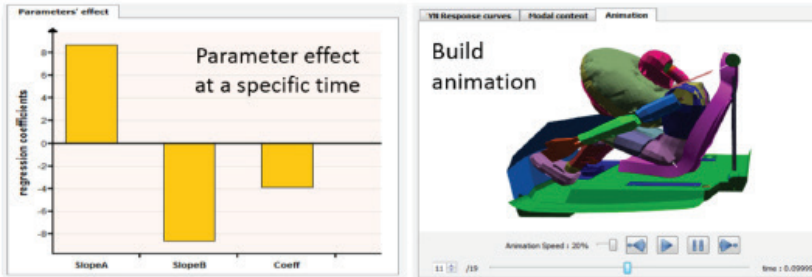 Parameters' effect
Parameter effect
at a specific time
regression coefficients
8
6
4
2
0
-2
-4
-6
-8
SlopeA SlopeB Coeff
YN Response curves Modal content Animation
Build
animation
Animation Speed : 20%
11 /19 time : 0.09999